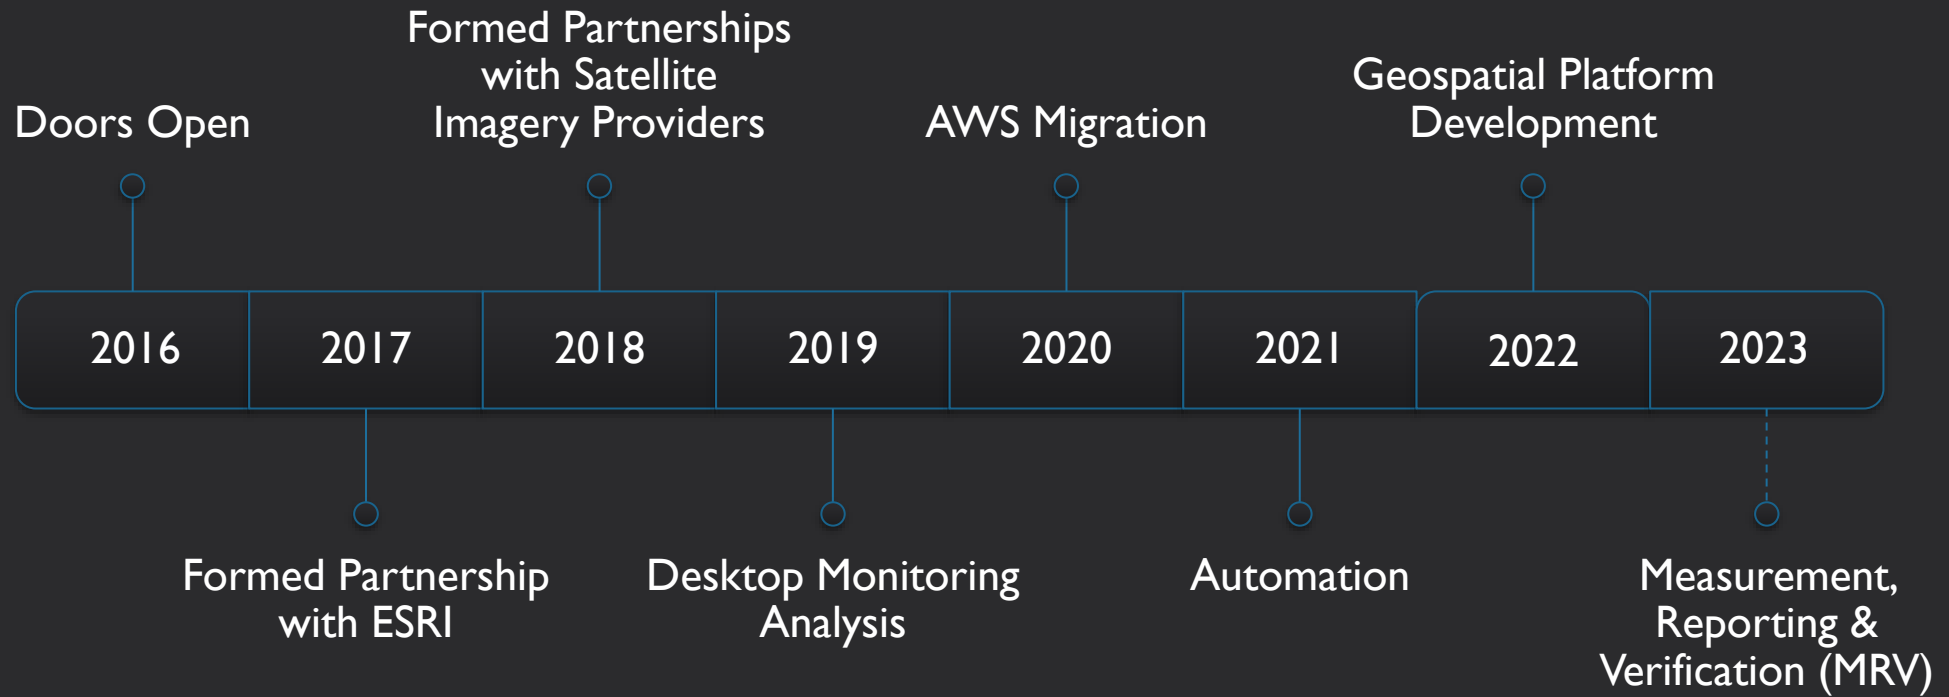 Formed Partnerships
with Satellite
Imagery Providers
Doors Open
AWS Migration
Geospatial Platform
Development
2016
2017
2018
2019
2020
2021
2022
2023
Formed Partnership
with ESRI
Desktop Monitoring
Analysis
Automation
Measurement,
Reporting &
Verification (MRV)